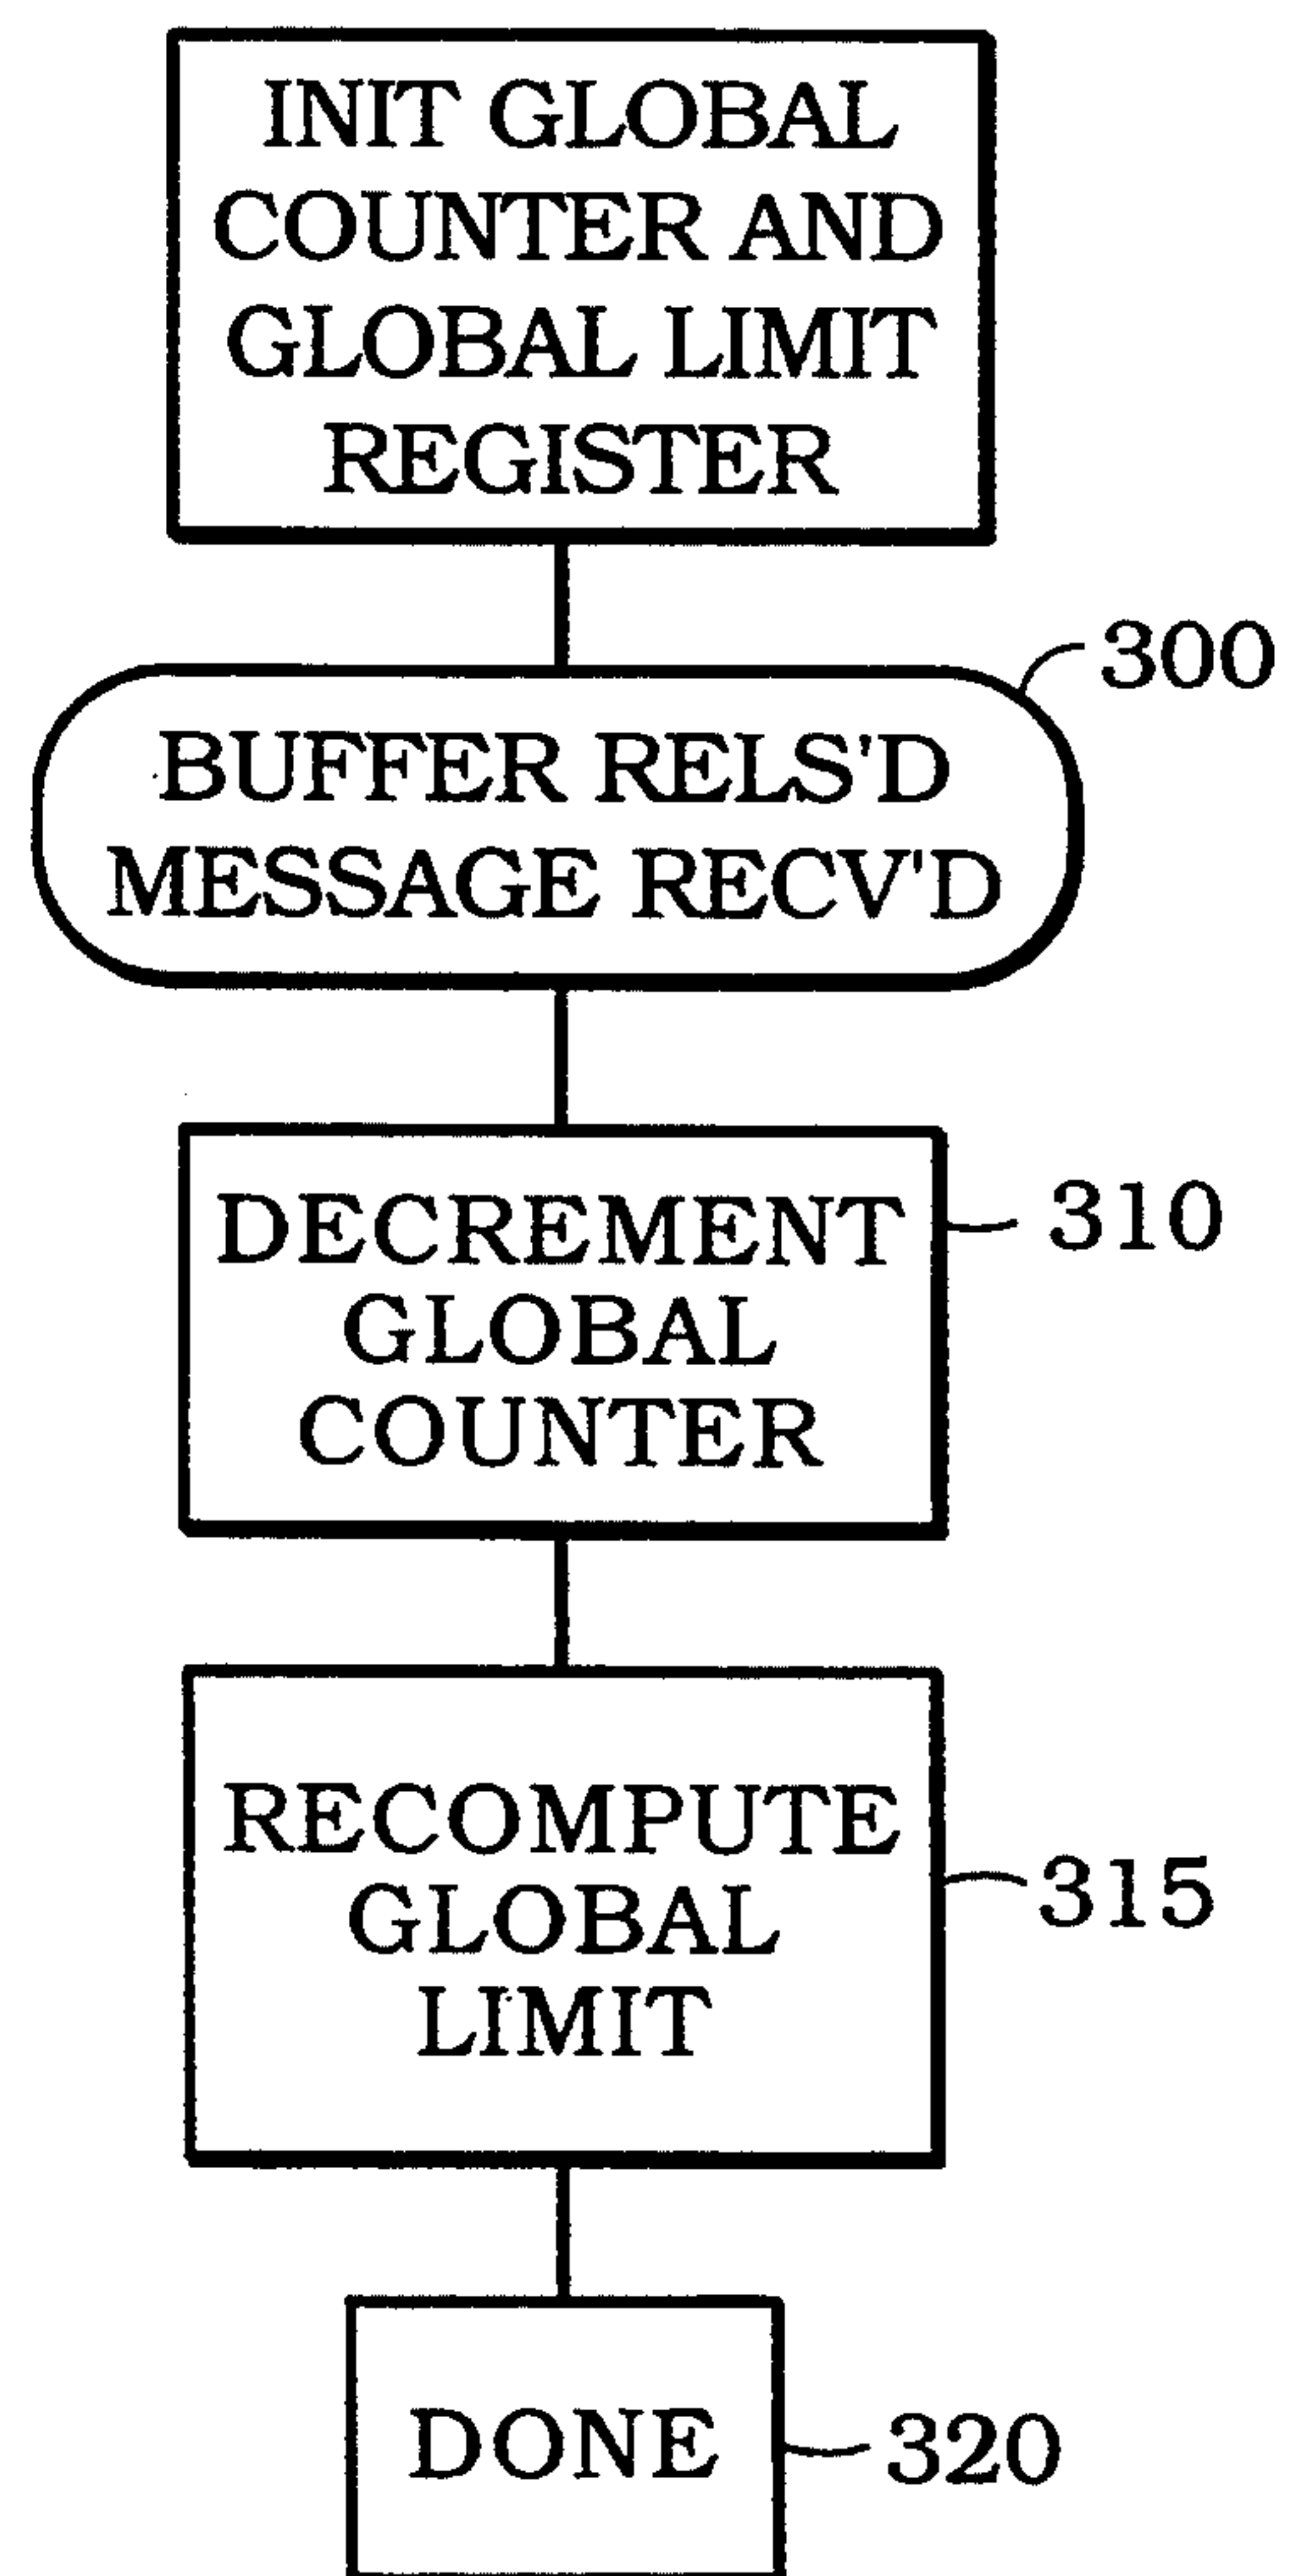 INIT GLOBAL
COUNTER AND
GLOBAL LIMIT
REGISTER
300
BUFFER RELS'D
MESSAGE RECV'D
310
DECREMENT
GLOBAL
COUNTER
315
RECOMPUTE
GLOBAL
LIMIT
DONE
320